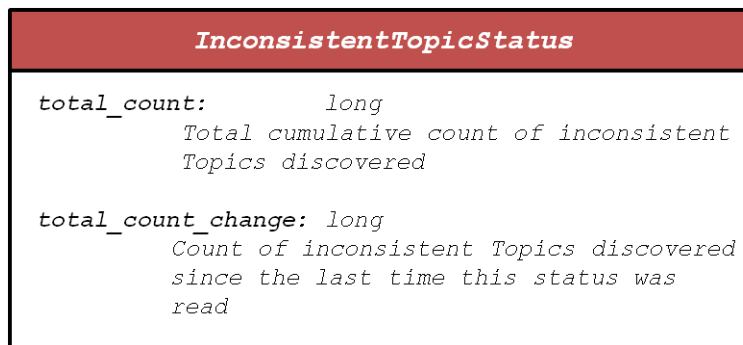 InconsistentTopicStatus
total_count: long
Total cumulative count of inconsistent
Topics discovered
total_count_change: long
Count of inconsistent Topics discovered
since the last time this status was
read